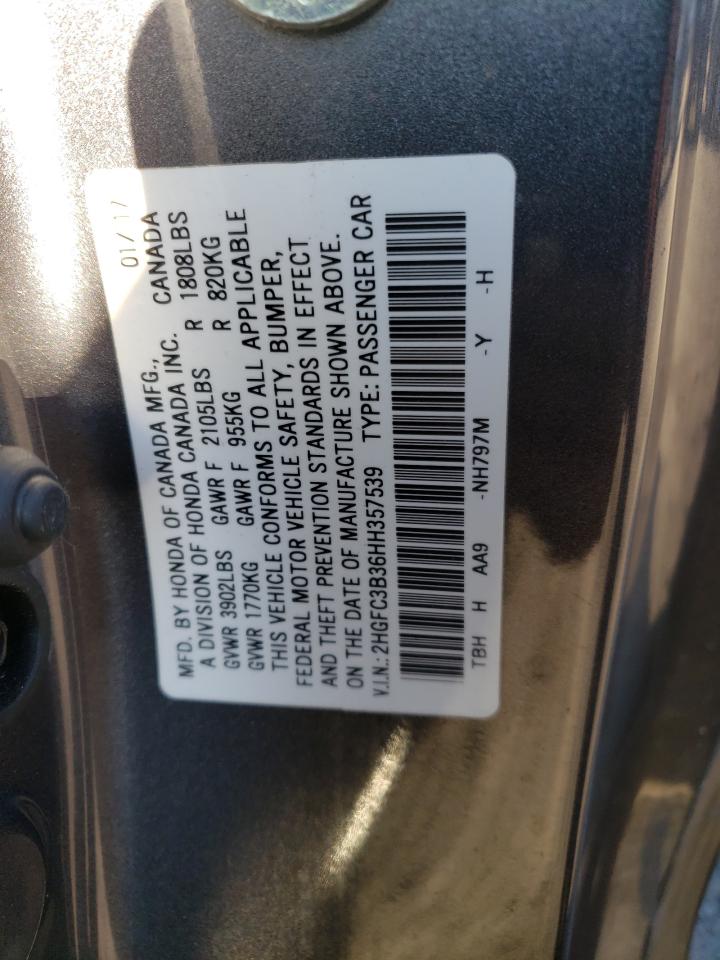 01/17
MFD. BY HONDA OF CANADA MFG., CANADA
A DIVISION OF HONDA CANADA INC.
GVWR 3902LBS GAWR F 2105LBS R 1808LBS
GVWR 1770KG GAWR F 955KG R 820KG
THIS VEHICLE CONFORMS TO ALL APPLICABLE
FEDERAL MOTOR VEHICLE SAFETY, BUMPER,
AND THEFT PREVENTION STANDARDS IN EFFECT
ON THE DATE OF MANUFACTURE SHOWN ABOVE.
V.I.N.: 2HGFC3B36HH357539 TYPE: PASSENGER CAR
TBH H AA9 -NH797M -Y -H